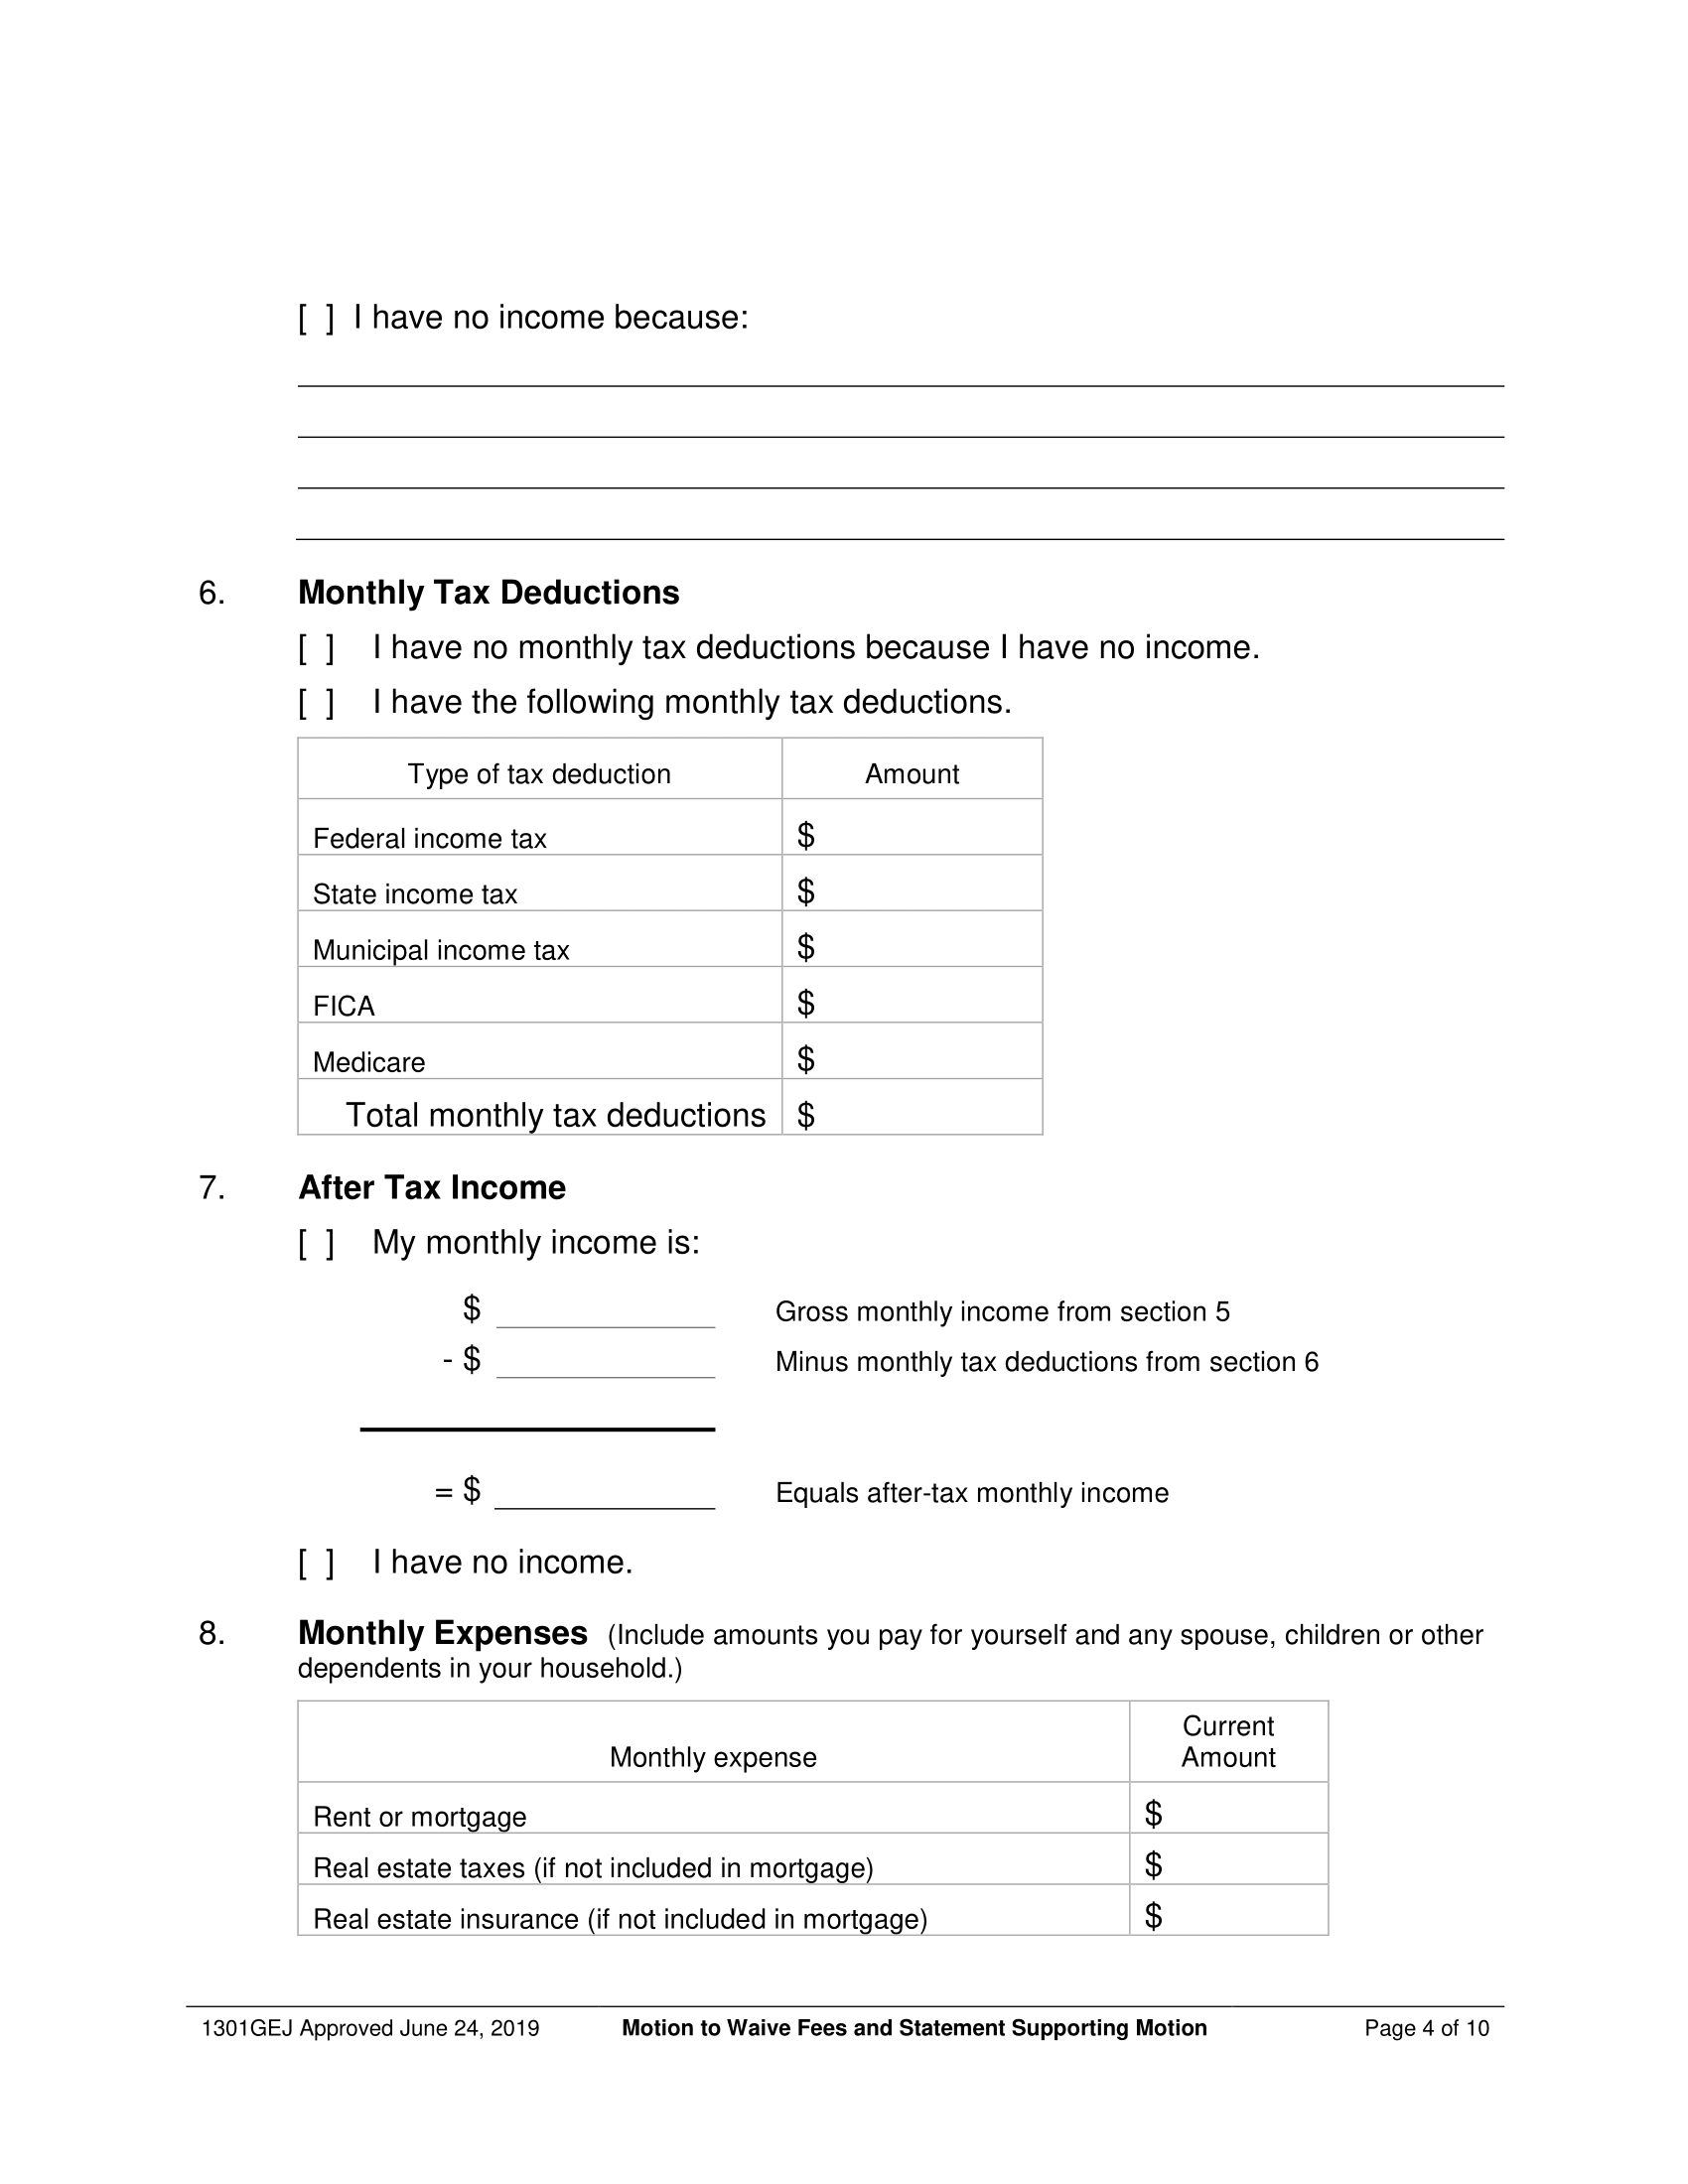 [ ] I have no income because:
6. Monthly Tax Deductions
[ ] I have no monthly tax deductions because I have no income.
[ ] I have the following monthly tax deductions.
Type of tax deduction Amount
Federal income tax $
State income tax $
Municipal income tax $
FICA $
Medicare $
Total monthly tax deductions $
7. After Tax Income
[ ] My monthly income is:
$ ____________ Gross monthly income from section 5
- $ ____________ Minus monthly tax deductions from section 6
= $ ____________ Equals after-tax monthly income
[ ] I have no income.
8. Monthly Expenses (Include amounts you pay for yourself and any spouse, children or other
dependents in your household.)
Current
Monthly expense Amount
Rent or mortgage $
Real estate taxes (if not included in mortgage) $
Real estate insurance (if not included in mortgage) $
1301GEJ Approved June 24, 2019 Motion to Waive Fees and Statement Supporting Motion Page 4 of 10